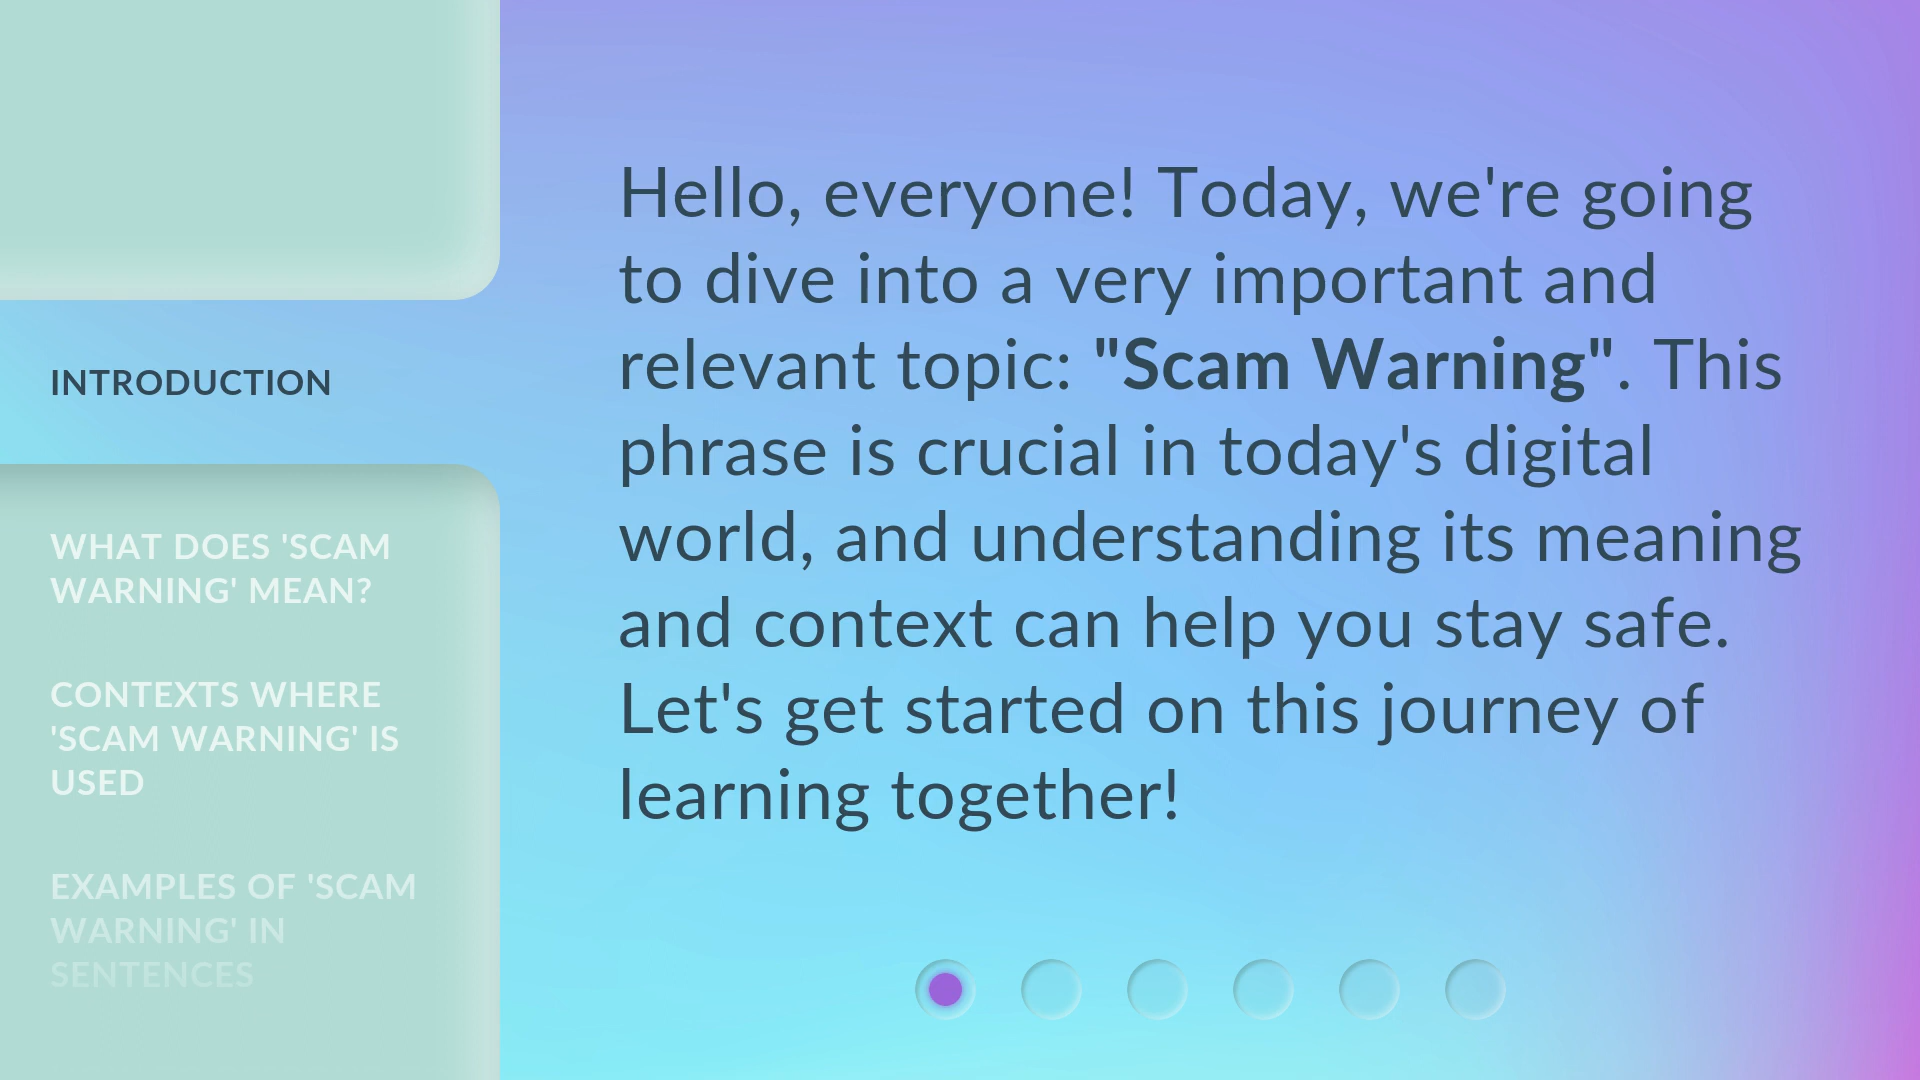 INTRODUCTION
WHAT DOES 'SCAM
WARNING' MEAN?
CONTEXTS WHERE
'SCAM WARNING' IS
USED
EXAMPLES OF 'SCAM
WARNING' IN
SENTENCES
Hello, everyone! Today, we're going
to dive into a very important and
relevant topic: "Scam Warning". This
phrase is crucial in today's digital
world, and understanding its meaning
and context can help you stay safe.
Let's get started on this journey of
learning together!